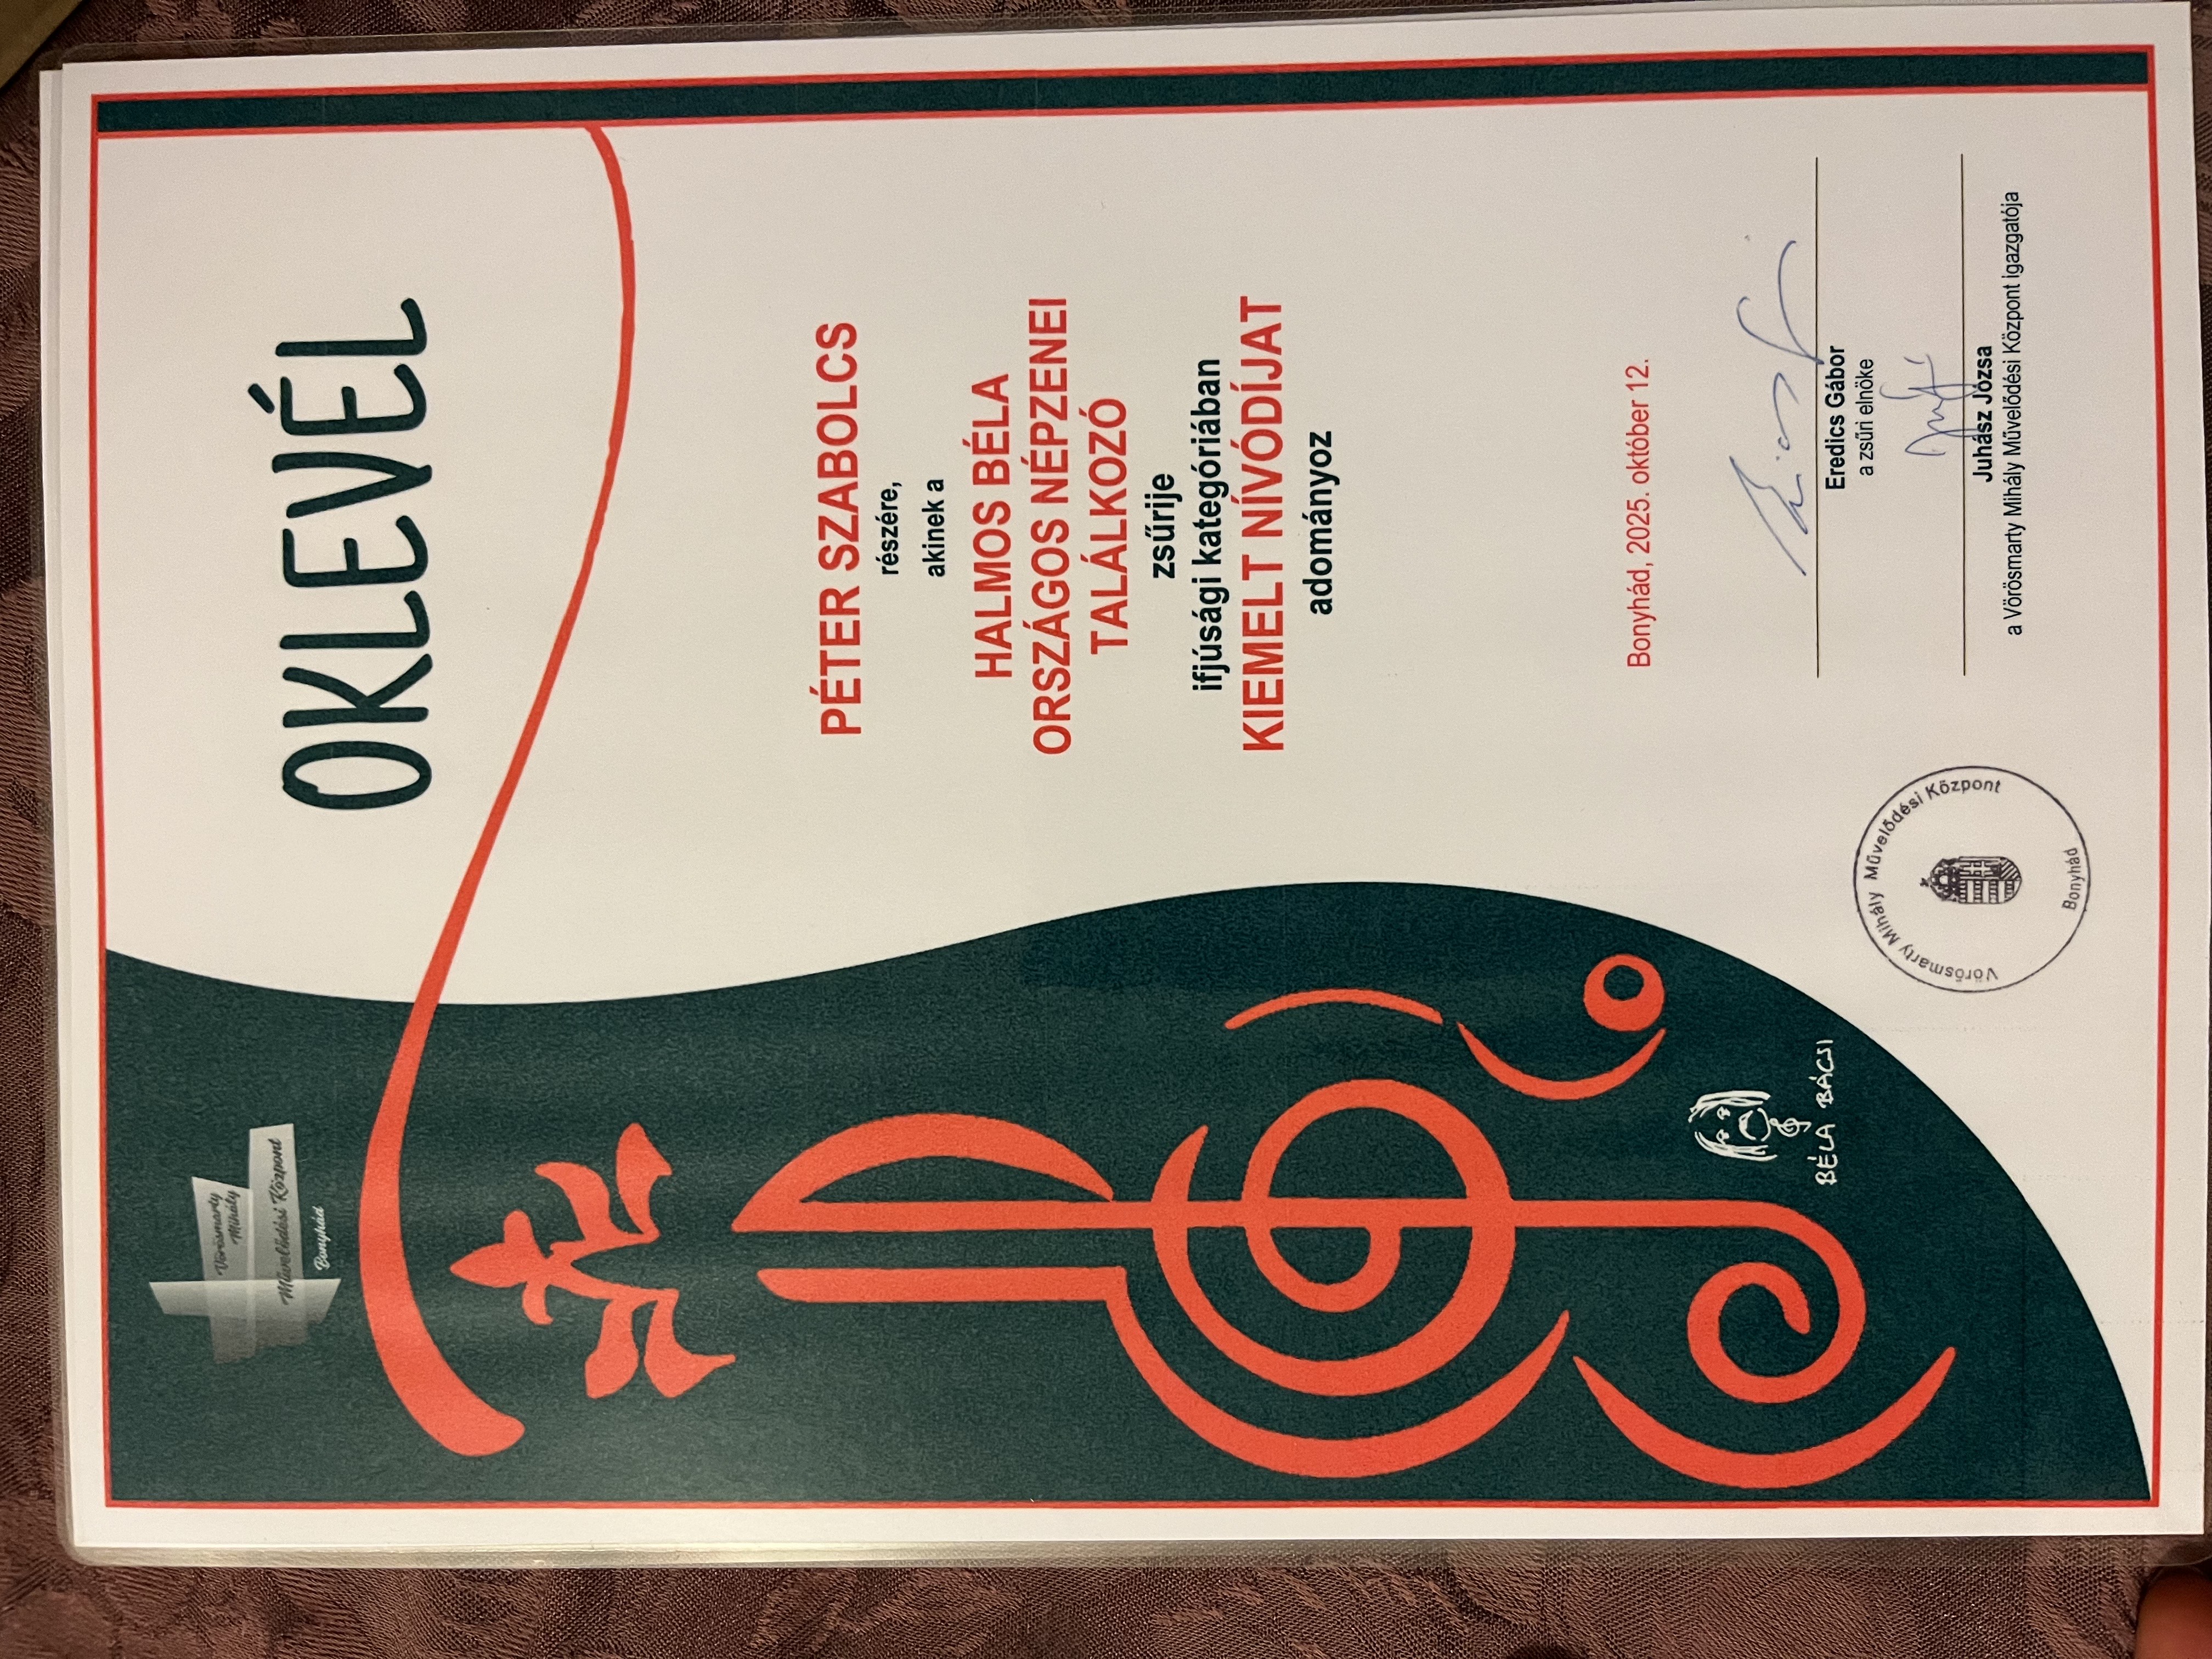 Vörösmarty
Mihály
Művelődési Központ
Bonyhád
OKLEVÉL
PÉTER SZABOLCS
részére,
akinek a
HALMOS BÉLA
ORSZÁGOS NÉPZENEI
TALÁLKOZÓ
zsűrije
ifjúsági kategóriában
KIEMELT NÍVÓDÍJAT
adományoz
Bonyhád, 2025. október 12.
Eredics Gábor
a zsűri elnöke
Juhász Józsa
a Vörösmarty Mihály Művelődési Központ igazgatója
Vörösmarty Mihály Művelődési Központ
Bonyhád
BÉLA BÁCSI